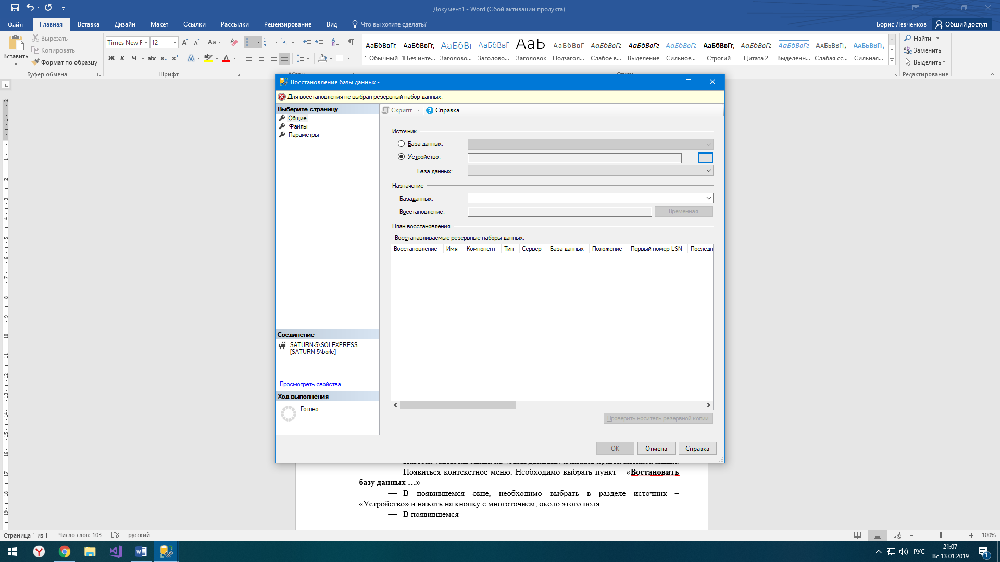 Документ1 - Word (Сбой активации продукта)
Файл Главная Вставка Дизайн Макет Ссылки Рассылки Рецензирование Вид Что вы хотите сделать? Борис Левченков Общий доступ
Вставить
Вырезать
Копировать
Формат по образцу
Буфер обмена
Times New R 12
Ж К Ч abc x₂ x²
Шрифт
АаБбВвГг, АаБбВвГг, АаБбВв АаБбВвГ АаЬ АаБбВвГ АаБбВвГг АаБбВвГг АаБбВвГг АаБбВвГг, АаБбВвГг АаБбВвГг ААББВВГГ, ААББВВГГ,
¶ Обычный ¶ Без инте... Заголово... Заголово... Заголовок Подзагол... Слабое в... Выделение Сильное... Строгий Цитата 2 Выделенн... Слабая сс... Сильная...
Найти
Заменить
Выделить
Редактирование
Восстановление базы данных -
Для восстановления не выбран резервный набор данных.
Выберите страницу
Общие
Файлы
Параметры
Скрипт Справка
Источник
База данных:
Устройство:
...
База данных:
Назначение
Базаданных:
Восстановление:
Временная
План восстановления
Восстанавливаемые резервные наборы данных:
Восстановление Имя Компонент Тип Сервер База данных Положение Первый номер LSN Последн
Соединение
SATURN-5\SQLEXPRESS
[SATURN-5\borle]
Просмотреть свойства
Ход выполнения
Готово
Проверить носитель резервной копии
ОК Отмена Справка
— Появиться контекстное меню. Необходимо выбрать пункт – «Востановить
базу данных …»
— В появившемся окне, необходимо выбрать в разделе источник –
«Устройство» и нажать на кнопку с многоточием, около этого поля.
— В появившемся
Страница 1 из 1 Число слов: 103 русский 100%
РУС
21:07
Вс 13 01 2019
1